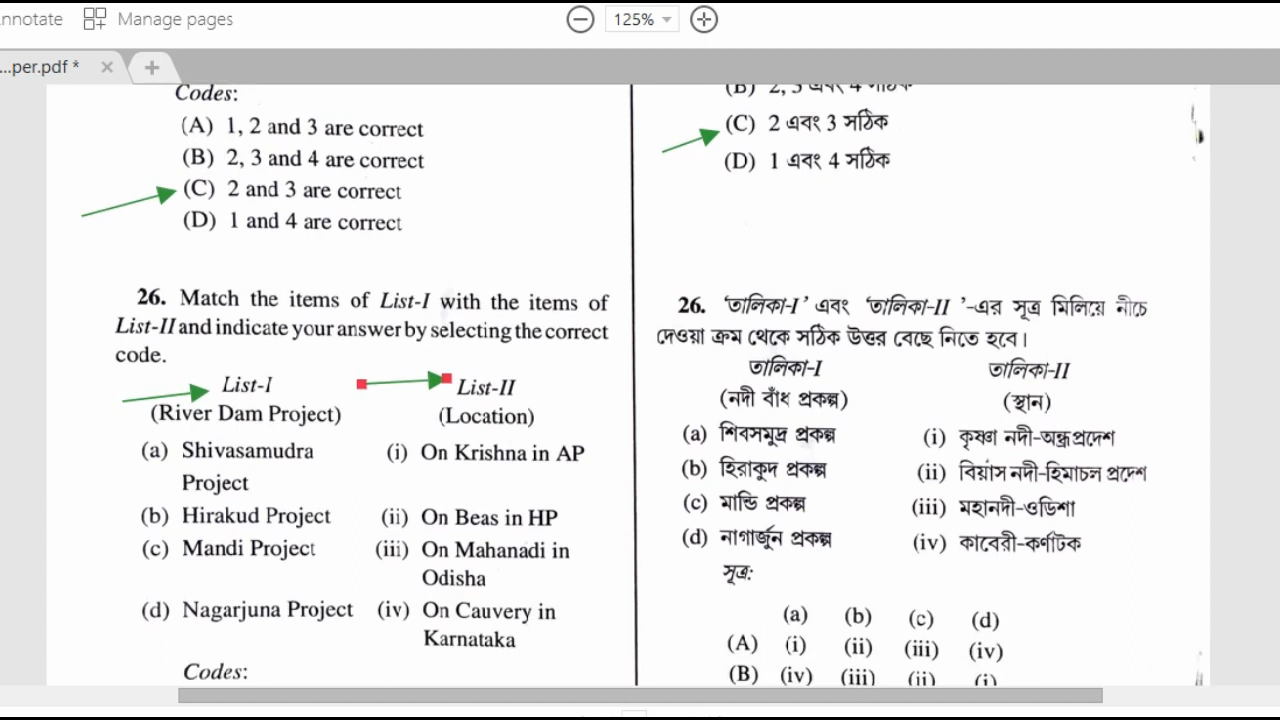 nnotate Manage pages 125%
...per.pdf *
Codes:
(A) 1, 2 and 3 are correct
(B) 2, 3 and 4 are correct
(C) 2 and 3 are correct
(D) 1 and 4 are correct
26. Match the items of List-I with the items of
List-II and indicate your answer by selecting the correct
code.
List-I List-II
(River Dam Project) (Location)
(a) Shivasamudra (i) On Krishna in AP
Project
(b) Hirakud Project (ii) On Beas in HP
(c) Mandi Project (iii) On Mahanadi in
Odisha
(d) Nagarjuna Project (iv) On Cauvery in
Karnataka
Codes:
(B) 2, 3 এবং 4 সঠিক
(C) 2 এবং 3 সঠিক
(D) 1 এবং 4 সঠিক
26. ‘তালিকা-I’ এবং ‘তালিকা-II’-এর সূত্র মিলিয়ে নীচে
দেওয়া ক্রম থেকে সঠিক উত্তর বেছে নিতে হবে।
তালিকা-I তালিকা-II
(নদী বাঁধ প্রকল্প) (স্থান)
(a) শিবসমুদ্র প্রকল্প (i) কৃষ্ণা নদী-অন্ধ্রপ্রদেশ
(b) হিরাকুদ প্রকল্প (ii) বিয়াস নদী-হিমাচল প্রদেশ
(c) মান্ডি প্রকল্প (iii) মহানদী-ওডিশা
(d) নাগার্জুন প্রকল্প (iv) কাবেরী-কর্ণাটক
সূত্র:
(a) (b) (c) (d)
(A) (i) (ii) (iii) (iv)
(B) (iv) (iii) (ii) (i)